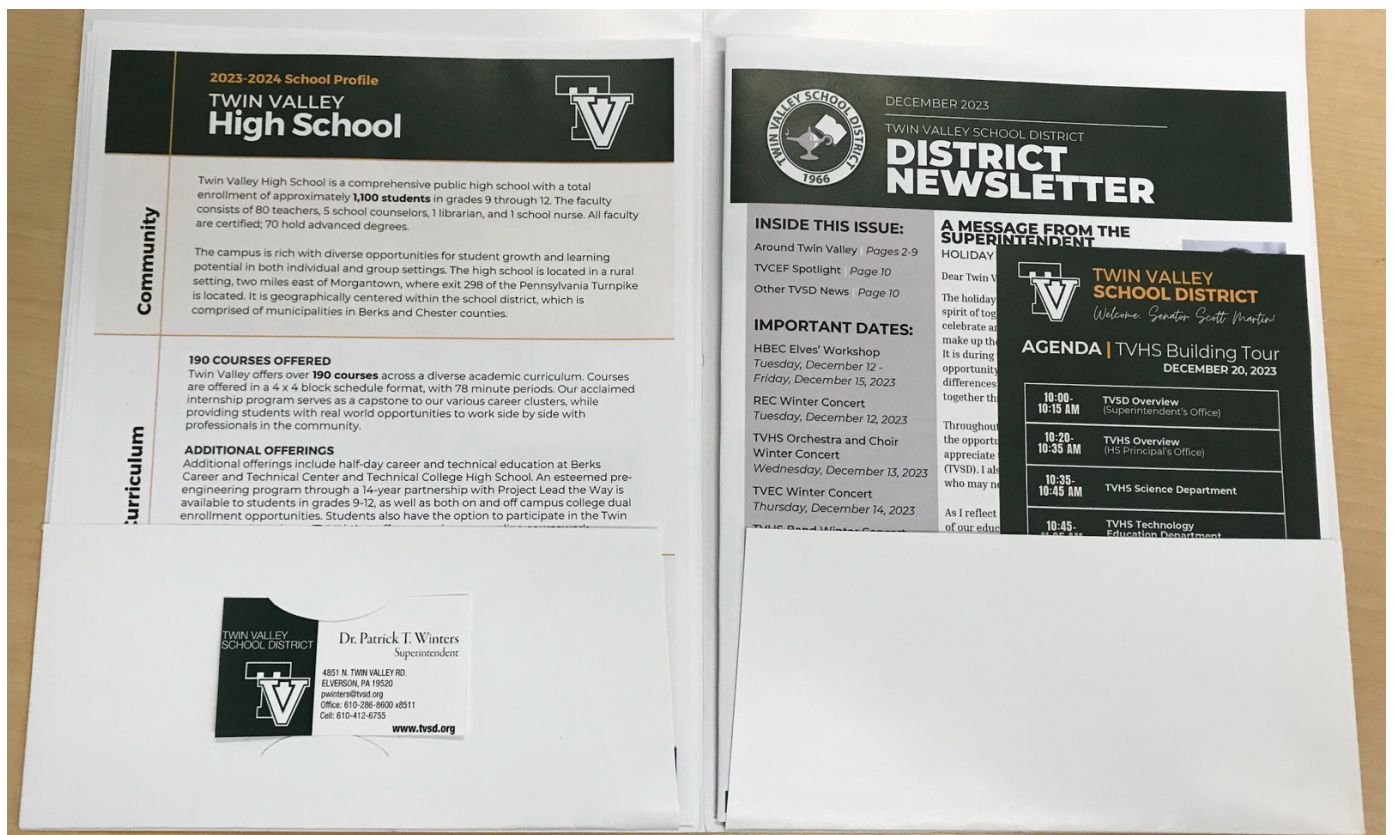 2023-2024 School Profile
TWIN VALLEY
High School
TV
Community
Twin Valley High School is a comprehensive public high school with a total
enrollment of approximately 1,100 students in grades 9 through 12. The faculty
consists of 80 teachers, 5 school counselors, 1 librarian, and 1 school nurse. All faculty
are certified; 70 hold advanced degrees.
The campus is rich with diverse opportunities for student growth and learning
potential in both individual and group settings. The high school is located in a rural
setting, two miles east of Morgantown, where exit 298 of the Pennsylvania Turnpike
is located. It is geographically centered within the school district, which is
comprised of municipalities in Berks and Chester counties.
urriculum
190 COURSES OFFERED
Twin Valley offers over 190 courses across a diverse academic curriculum. Courses
are offered in a 4 x 4 block schedule format, with 78 minute periods. Our acclaimed
internship program serves as a capstone to our various career clusters, while
providing students with real world opportunities to work side by side with
professionals in the community.
ADDITIONAL OFFERINGS
Additional offerings include half-day career and technical education at Berks
Career and Technical Center and Technical College High School. An esteemed pre-
engineering program through a 14-year partnership with Project Lead the Way is
available to students in grades 9-12, as well as both on and off campus college dual
enrollment opportunities. Students also have the option to participate in the Twin
TWIN VALLEY
SCHOOL DISTRICT
TV
Dr. Patrick T. Winters
Superintendent
4851 N. TWIN VALLEY RD.
ELVERSON, PA 19520
pwinters@tvsd.org
Office: 610-286-8600 x8511
Cell: 610-412-6755
www.tvsd.org
TWIN VALLEY SCHOOL DISTRICT
1966
DECEMBER 2023
TWIN VALLEY SCHOOL DISTRICT
DISTRICT
NEWSLETTER
INSIDE THIS ISSUE:
Around Twin Valley | Pages 2-9
TVCEF Spotlight | Page 10
Other TVSD News | Page 10
IMPORTANT DATES:
HBEC Elves' Workshop
Tuesday, December 12 -
Friday, December 15, 2023
REC Winter Concert
Tuesday, December 12, 2023
TVHS Orchestra and Choir
Winter Concert
Wednesday, December 13, 2023
TVEC Winter Concert
Thursday, December 14, 2023
TVHS Band Winter Concert
A MESSAGE FROM THE
SUPERINTENDENT
HOLIDAY
Dear Twin V
The holiday
spirit of tog
celebrate an
make up the
It is during
opportunity
differences
together thi
Throughout
the opportu
appreciate
(TVSD). I als
who may ne
As I reflect
of our educ
TV
TWIN VALLEY
SCHOOL DISTRICT
Welcome, Senator Scott Martin!
AGENDA | TVHS Building Tour
DECEMBER 20, 2023
10:00-
10:15 AM
TVSD Overview
(Superintendent's Office)
10:20-
10:35 AM
TVHS Overview
(HS Principal's Office)
10:35-
10:45 AM
TVHS Science Department
10:45-
TVHS Technology
Education Department